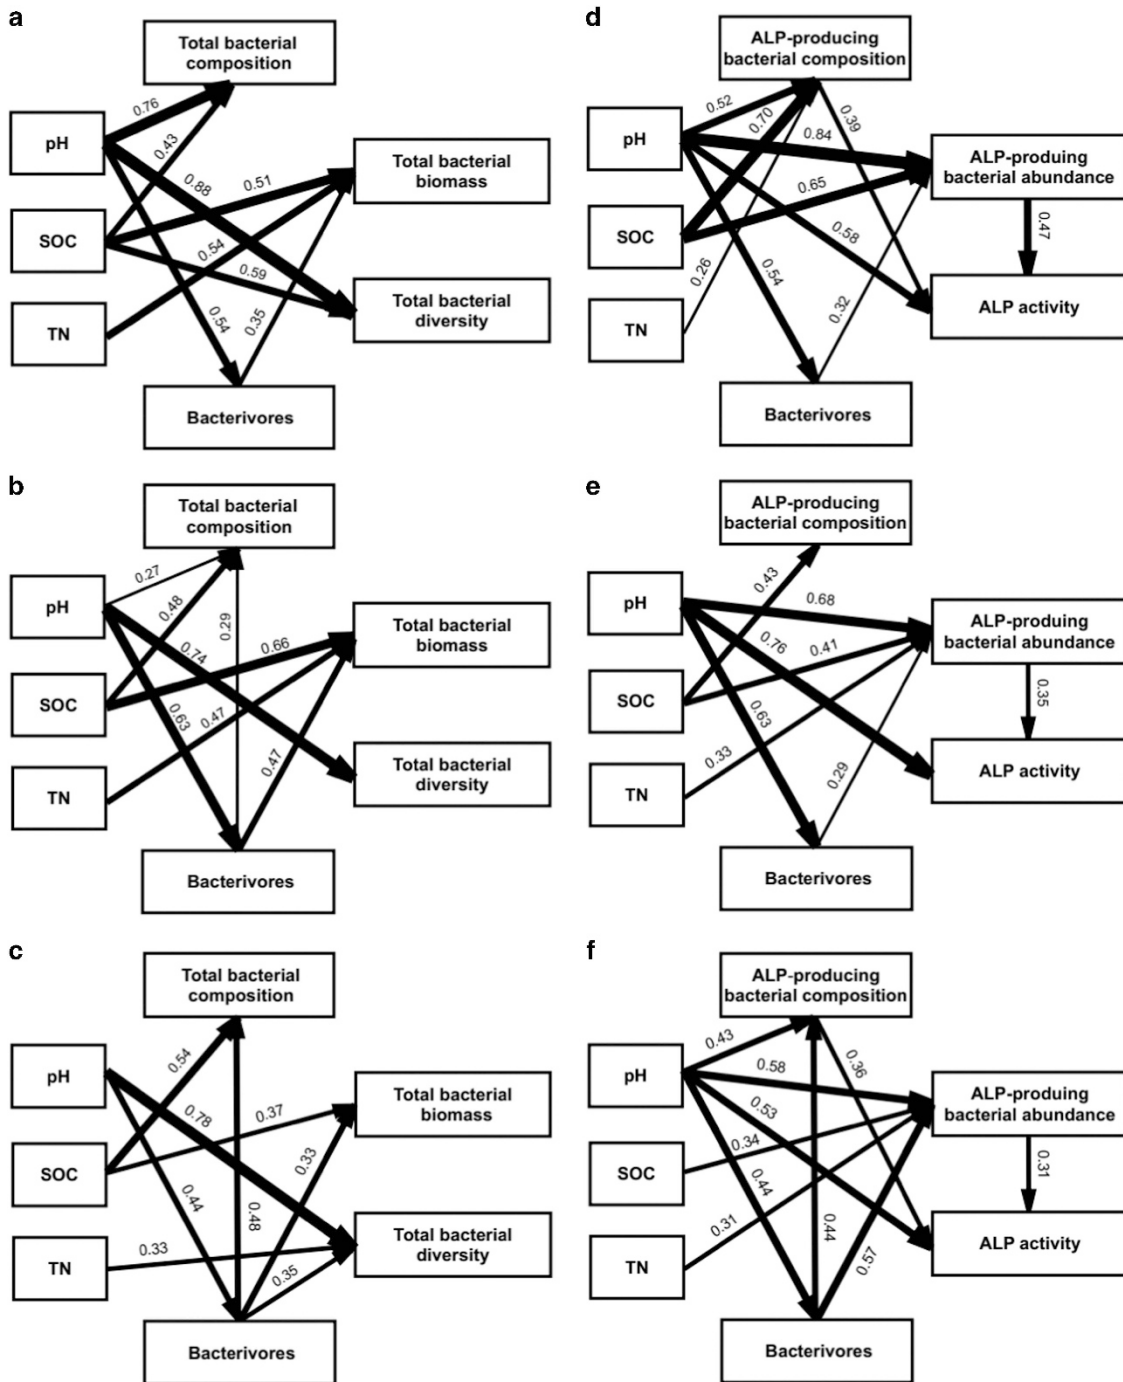 a
Total bacterial
composition
pH
SOC
TN
Total bacterial
biomass
Total bacterial
diversity
Bacterivores
0.76
0.43
0.88
0.51
0.54
0.59
0.54
0.35
d
ALP-producing
bacterial composition
pH
SOC
TN
ALP-produing
bacterial abundance
ALP activity
Bacterivores
0.52
0.70
0.84
0.39
0.65
0.58
0.47
0.26
0.54
0.32
b
Total bacterial
composition
pH
SOC
TN
Total bacterial
biomass
Total bacterial
diversity
Bacterivores
0.27
0.48
0.29
0.74
0.66
0.63
0.47
0.47
e
ALP-producing
bacterial composition
pH
SOC
TN
ALP-produing
bacterial abundance
ALP activity
Bacterivores
0.43
0.68
0.76
0.41
0.63
0.35
0.33
0.29
c
Total bacterial
composition
pH
SOC
TN
Total bacterial
biomass
Total bacterial
diversity
Bacterivores
0.54
0.78
0.37
0.33
0.44
0.48
0.33
0.35
f
ALP-producing
bacterial composition
pH
SOC
TN
ALP-produing
bacterial abundance
ALP activity
Bacterivores
0.43
0.58
0.36
0.53
0.34
0.44
0.31
0.31
0.44
0.57